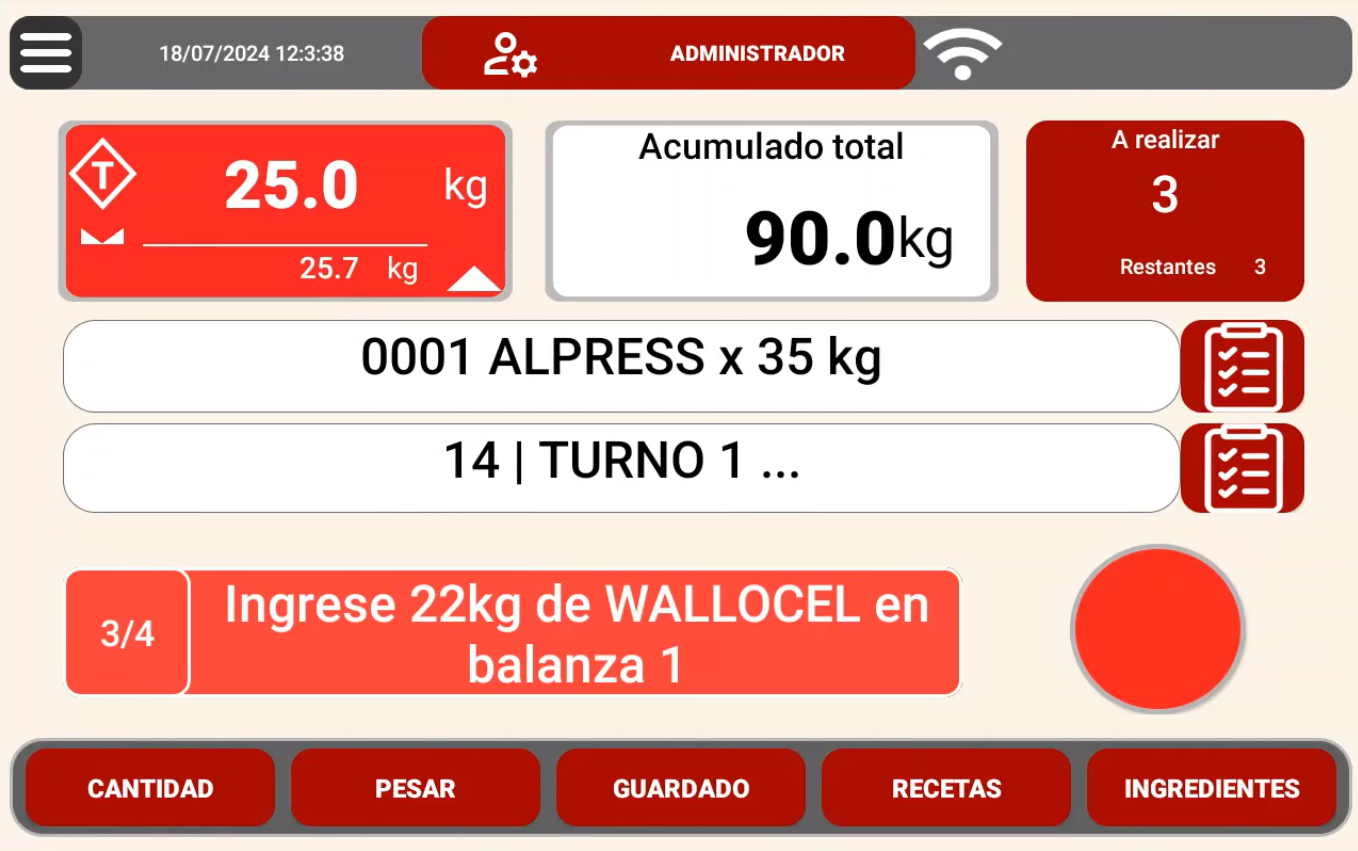 18/07/2024 12:3:38
ADMINISTRADOR
T
25.0 kg
25.7 kg
Acumulado total
90.0kg
A realizar
3
Restantes 3
0001 ALPRESS x 35 kg
14 | TURNO 1 ...
3/4
Ingrese 22kg de WALLOCEL en
balanza 1
CANTIDAD
PESAR
GUARDADO
RECETAS
INGREDIENTES